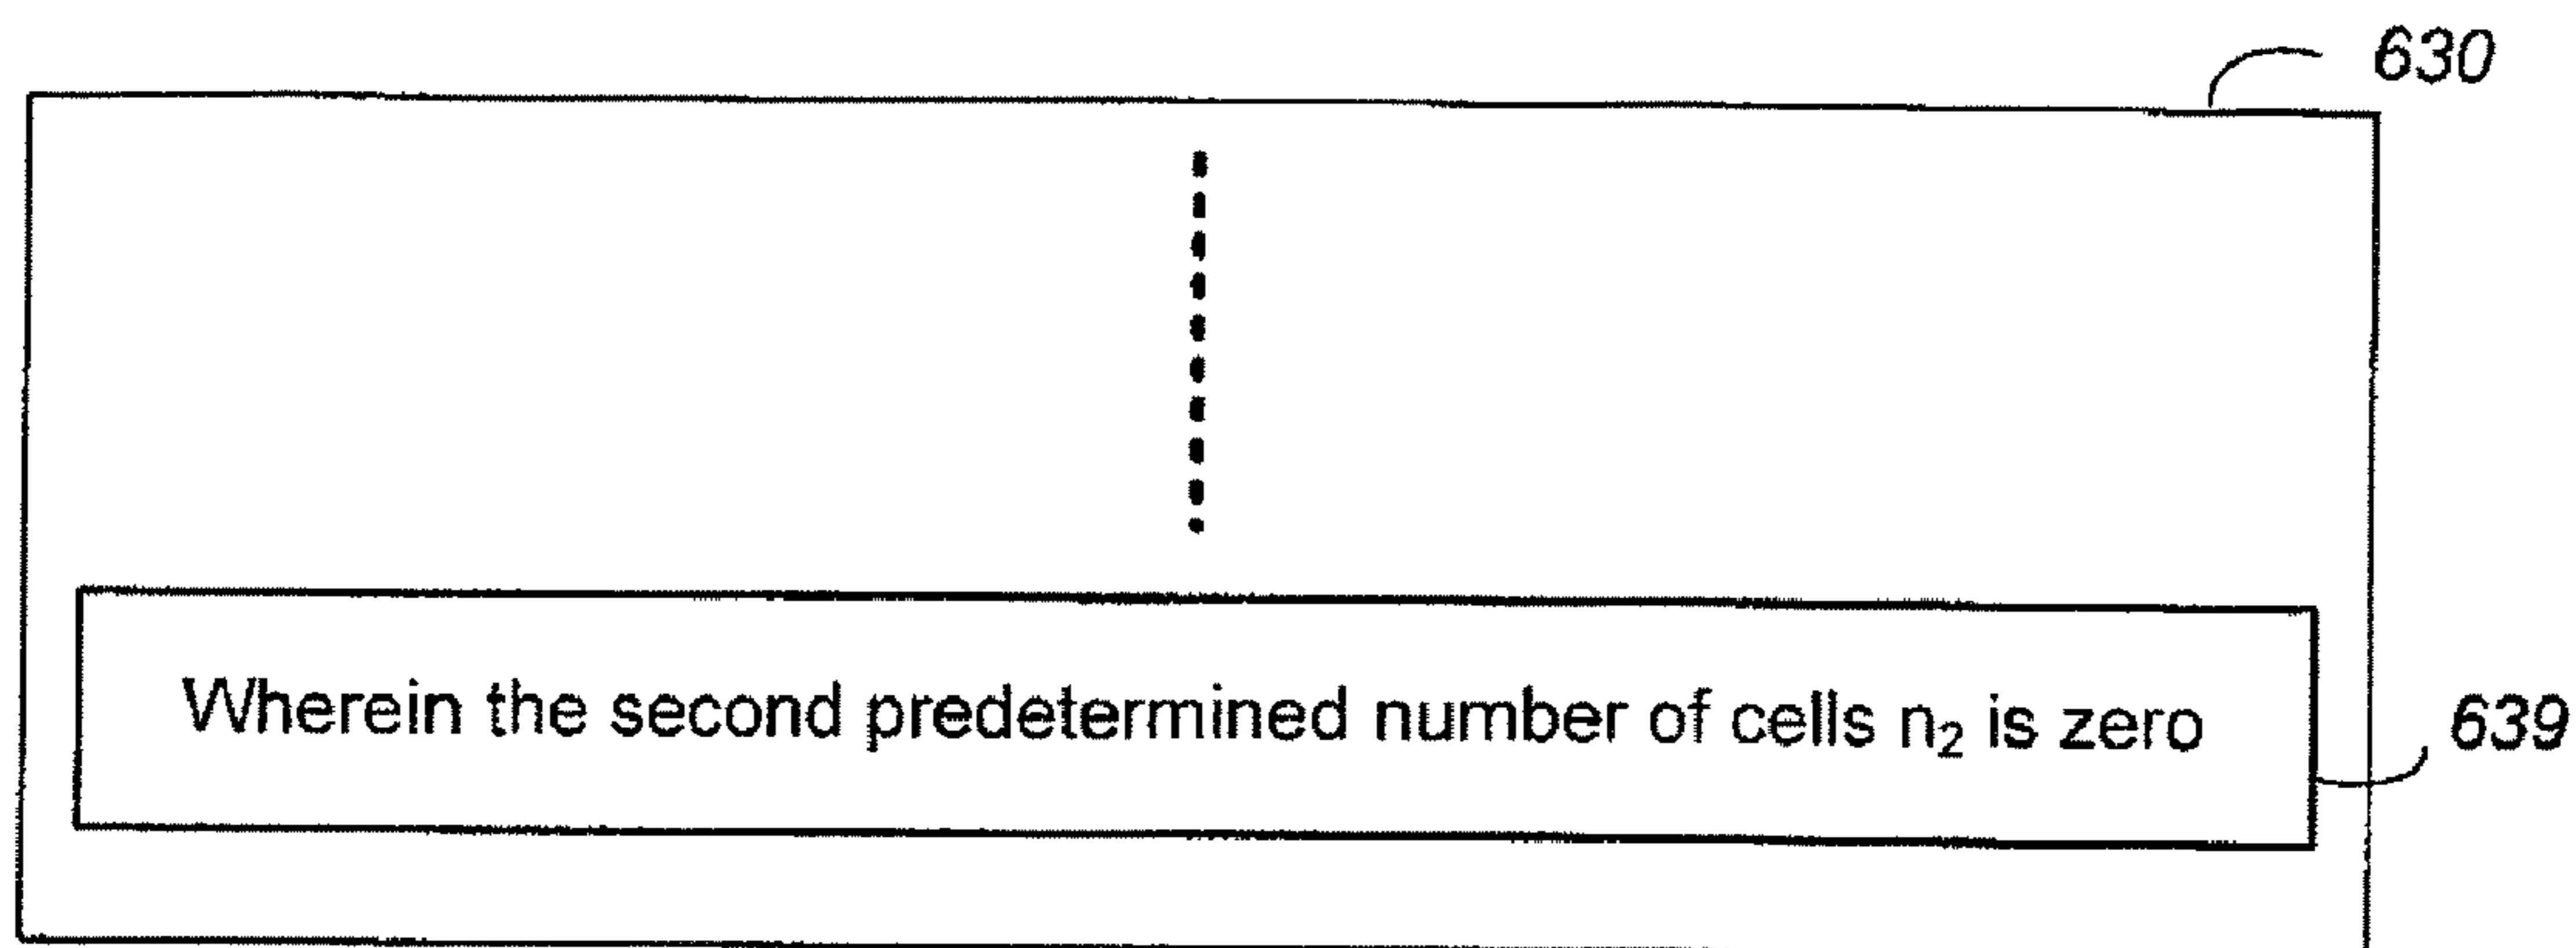 630
Wherein the second predetermined number of cells n₂ is zero
639